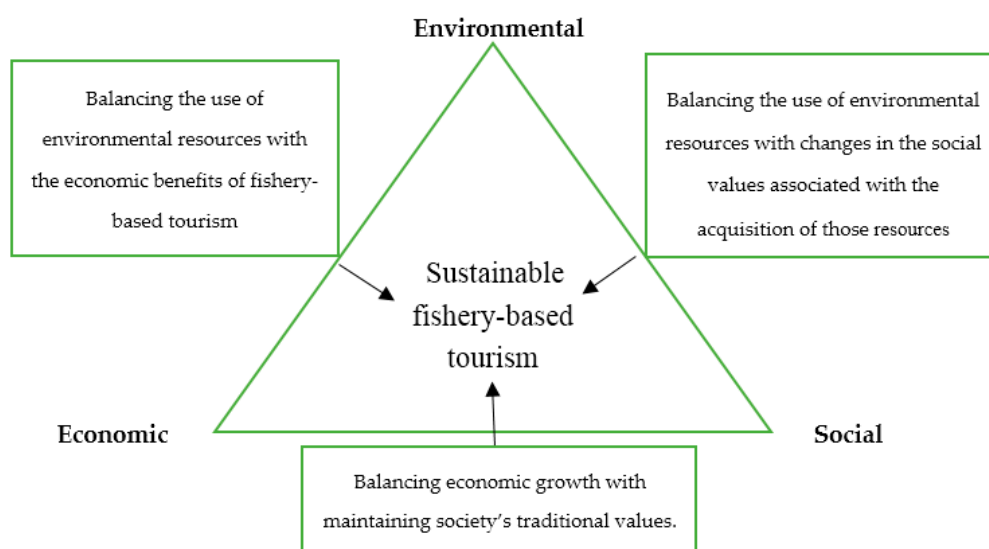 Environmental
Balancing the use of
environmental resources with
the economic benefits of fishery-
based tourism
Balancing the use of environmental
resources with changes in the social
values associated with the
acquisition of those resources
Sustainable
fishery-based
tourism
Economic
Social
Balancing economic growth with
maintaining society’s traditional values.